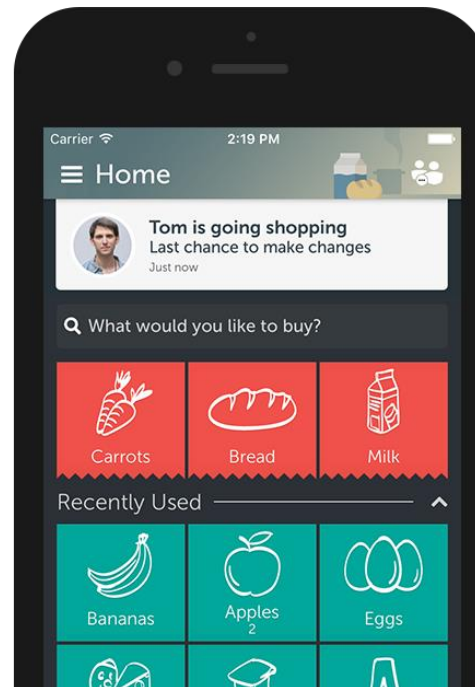 Carrier 2:19 PM
Home
Tom is going shopping
Last chance to make changes
Just now
What would you like to buy?
Carrots Bread Milk
Recently Used
Bananas Apples Eggs
2